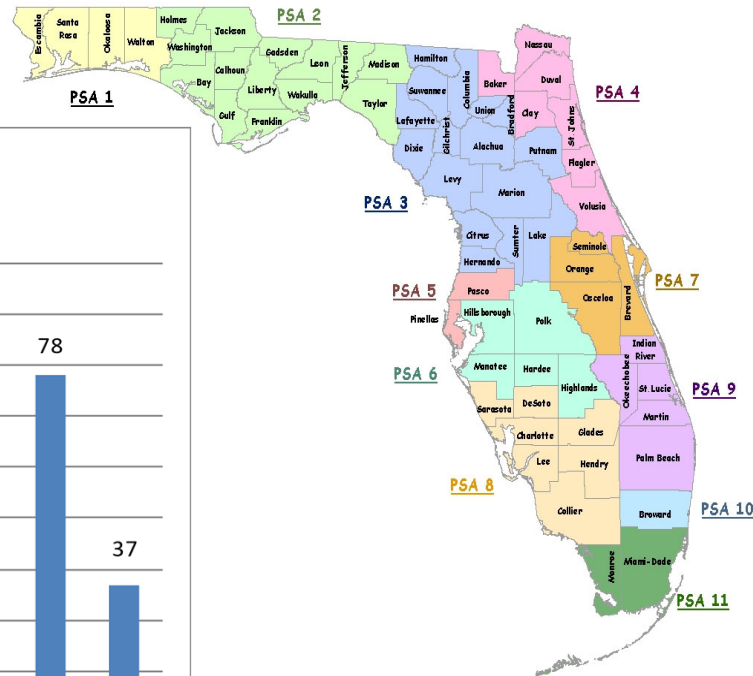 PSA 2
Holmes
Jackson
Escambia
Santa
Rosa
Okaloosa
Walton
Washington
Gadsden
Leon
Jefferson
Madison
Hamilton
Nassau
Calhoun
Bay
Liberty
Wakulla
Taylor
Suwannee
Columbia
Baker
Duval
PSA 1
Gulf
Franklin
Lafayette
Union
Bradford
Clay
St Johns
PSA 4
Dixie
Gilchrist
Alachua
Putnam
Flagler
Levy
Marion
Volusia
PSA 3
Citrus
Sumter
Lake
Seminole
Hernando
Orange
PSA 7
PSA 5
Pasco
Osceloa
Brevard
Pinellas
Hillsborough
Polk
78
Indian
River
PSA 6
Manatee
Hardee
Highlands
Okeechobee
St. Lucie
PSA 9
Sarasota
DeSoto
Martin
Charlotte
Glades
Lee
Hendry
Palm Beach
PSA 8
Collier
Broward
PSA 10
37
Monroe
Miami-Dade
PSA 11